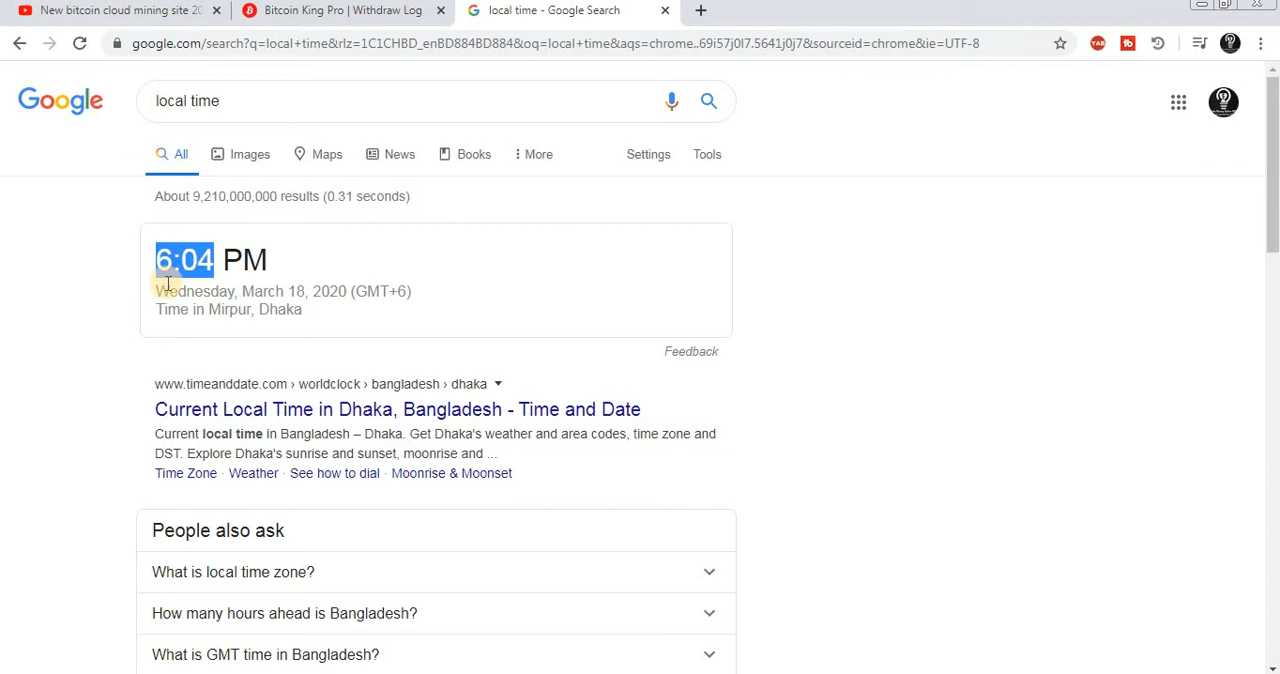 New bitcoin cloud mining site 20
Bitcoin King Pro | Withdraw Log
local time - Google Search
google.com/search?q=local+time&rlz=1C1CHBD_enBD884BD884&oq=local+time&aqs=chrome..69i57j0l7.5641j0j7&sourceid=chrome&ie=UTF-8
YAB
Google
local time
All
Images
Maps
News
Books
More
Settings
Tools
About 9,210,000,000 results (0.31 seconds)
6:04 PM
Wednesday, March 18, 2020 (GMT+6)
Time in Mirpur, Dhaka
Feedback
www.timeanddate.com › worldclock › bangladesh › dhaka
Current Local Time in Dhaka, Bangladesh - Time and Date
Current local time in Bangladesh – Dhaka. Get Dhaka's weather and area codes, time zone and
DST. Explore Dhaka's sunrise and sunset, moonrise and ...
Time Zone · Weather · See how to dial · Moonrise & Moonset
People also ask
What is local time zone?
How many hours ahead is Bangladesh?
What is GMT time in Bangladesh?